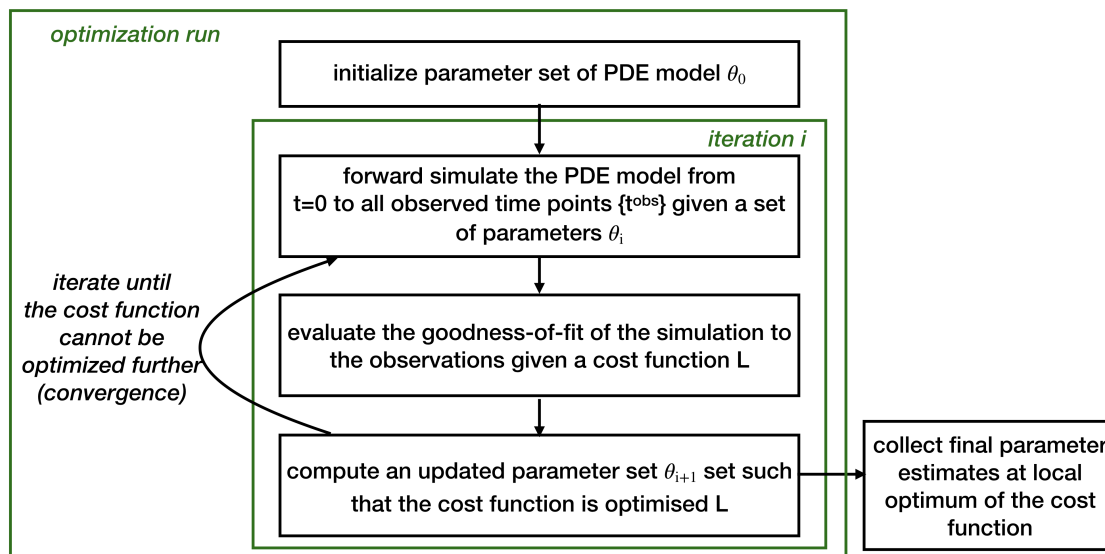 optimization run
initialize parameter set of PDE model θ₀
iteration i
forward simulate the PDE model from
t=0 to all observed time points {tᵒᵇˢ} given a set
of parameters θᵢ
iterate until
the cost function
cannot be
optimized further
(convergence)
evaluate the goodness-of-fit of the simulation to
the observations given a cost function L
compute an updated parameter set θᵢ₊₁ set such
that the cost function is optimised L
collect final parameter
estimates at local
optimum of the cost
function